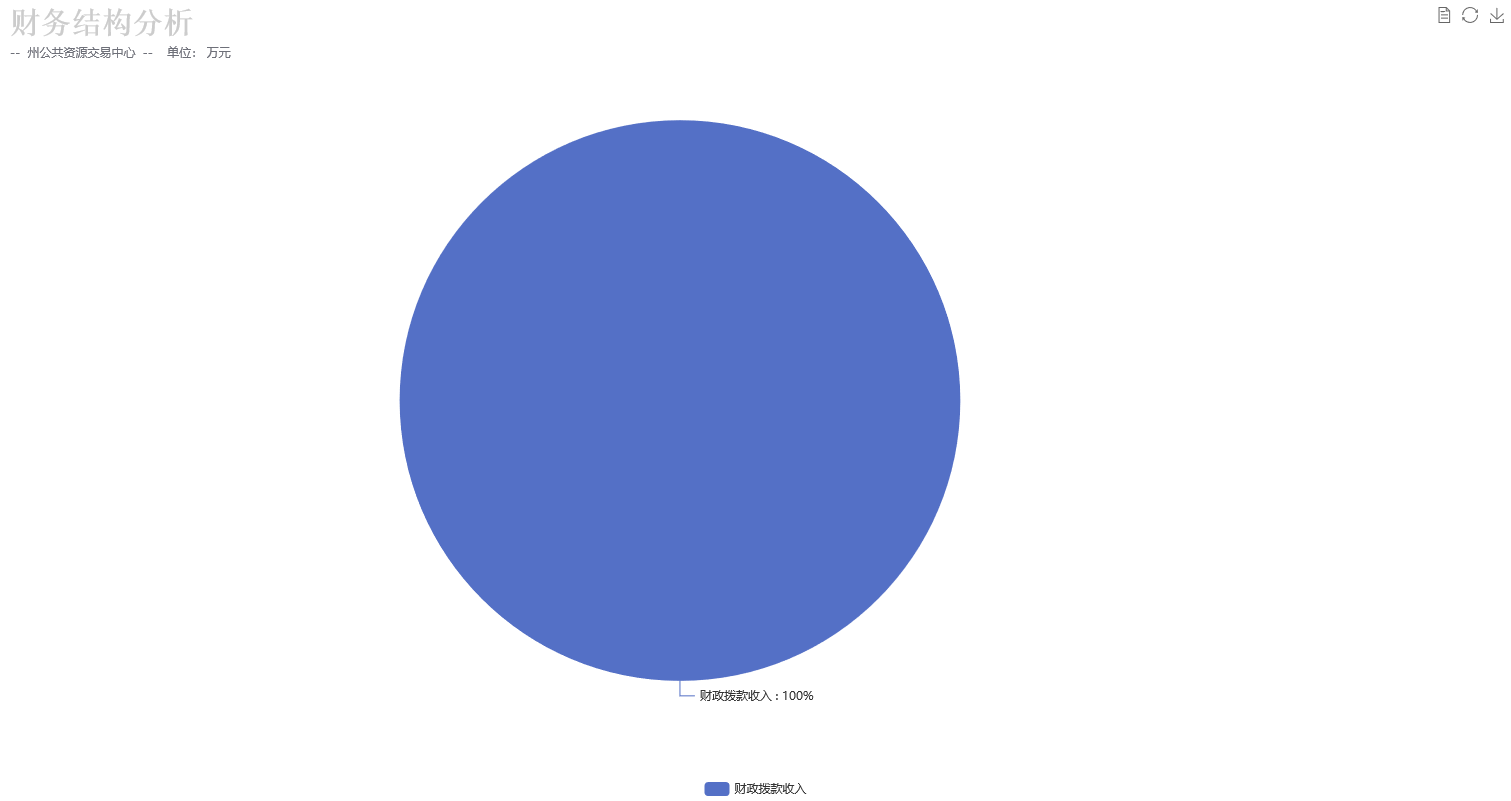 财务结构分析
-- 州公共资源交易中心 -- 单位: 万元
财政拨款收入 : 100%
财政拨款收入